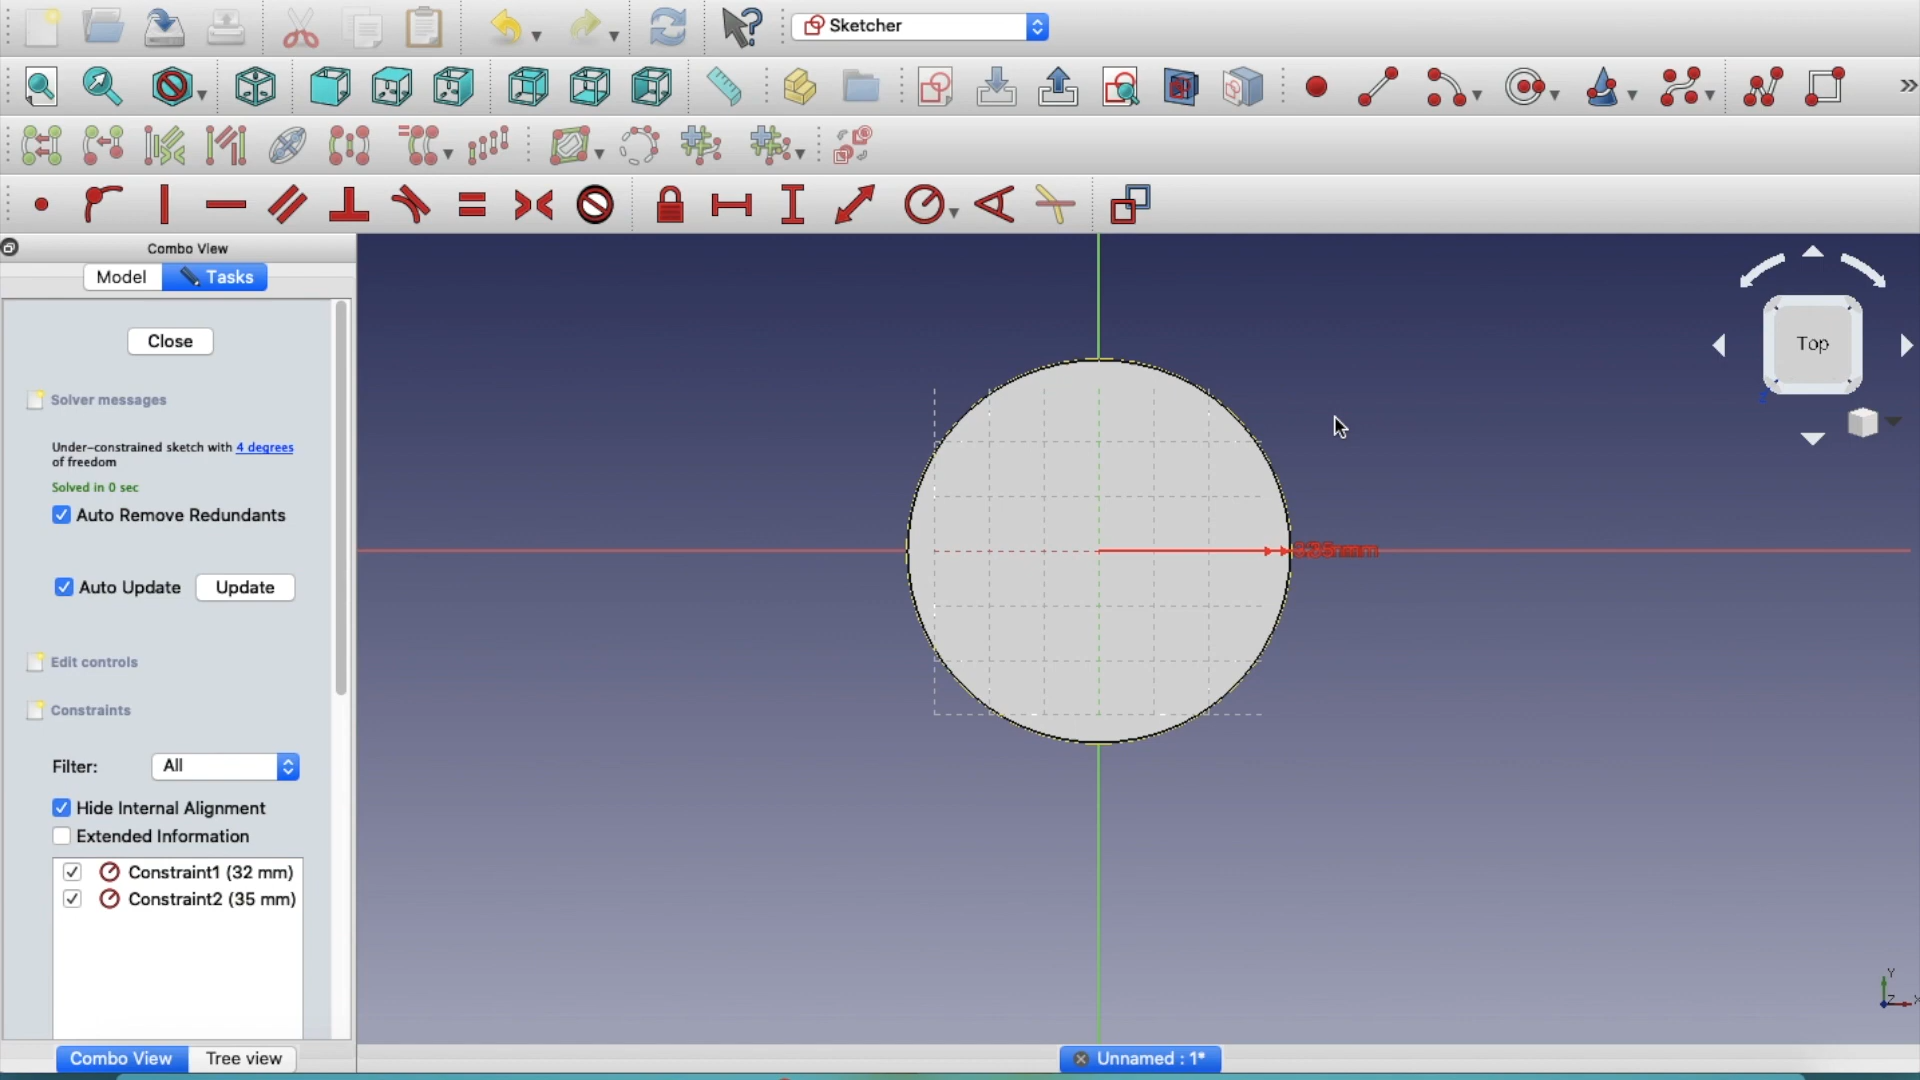 Sketcher
Combo View
Model
Tasks
Close
Solver messages
Under-constrained sketch with 4 degrees
of freedom
Solved in 0 sec
Auto Remove Redundants
Auto Update
Update
Edit controls
Constraints
Filter:
All
Hide Internal Alignment
Extended Information
Constraint1 (32 mm)
Constraint2 (35 mm)
Combo View
Tree view
Top
Y
Z
X
Unnamed : 1*